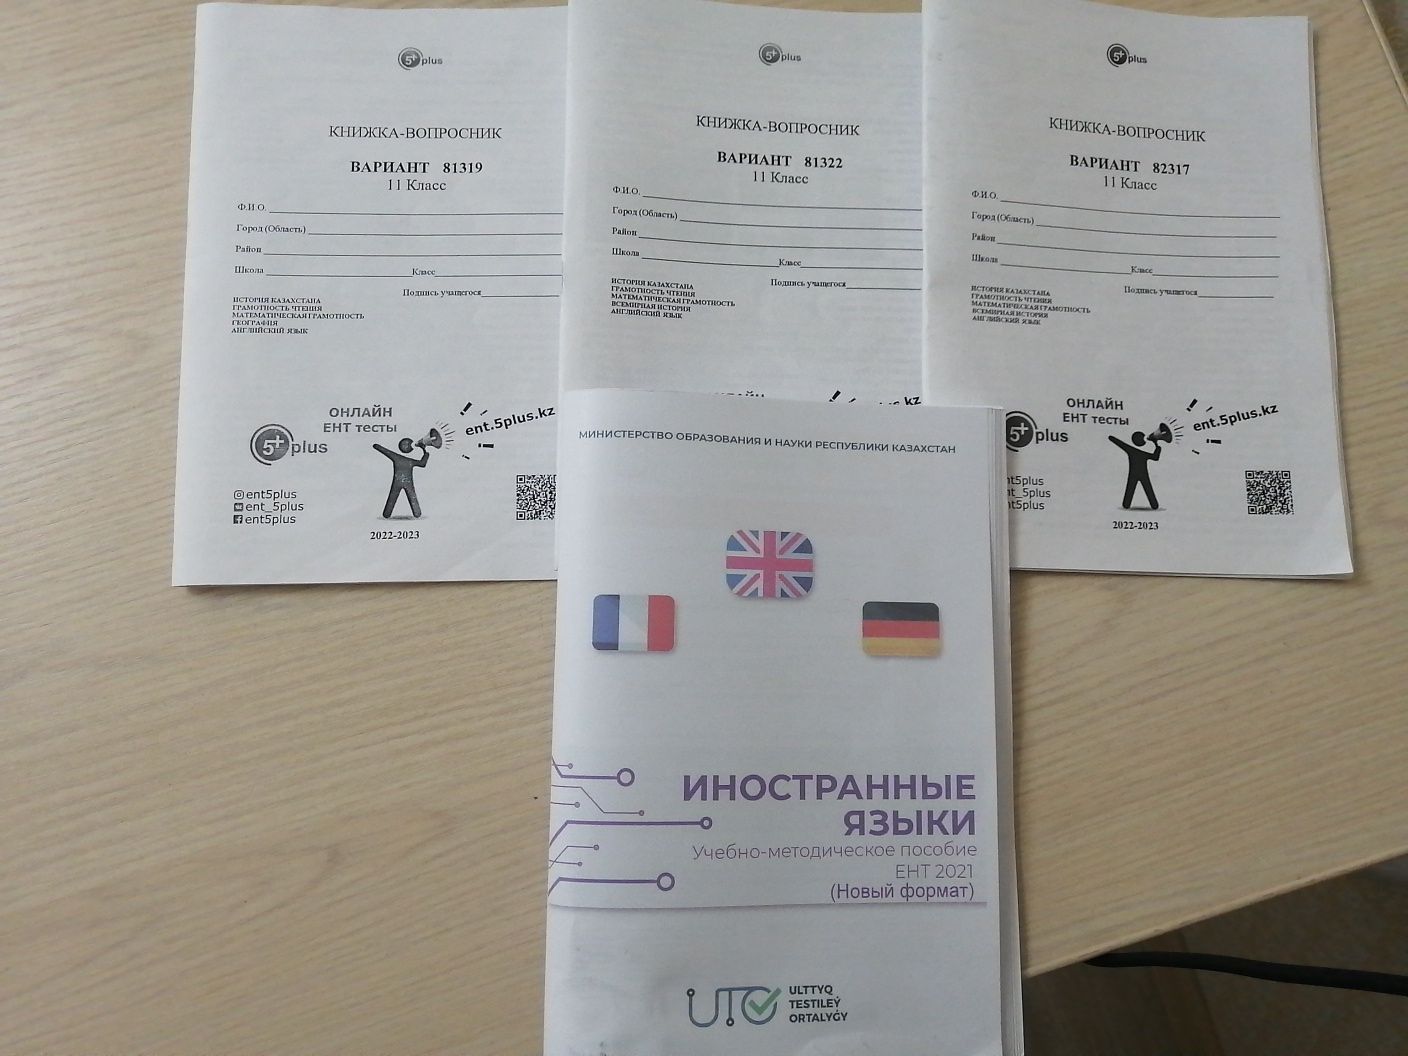 5+ plus
КНИЖКА-ВОПРОСНИК
ВАРИАНТ 81319
11 Класс
Ф.И.О.
Город (Область)
Район
Школа Класс
Подпись учащегося
ИСТОРИЯ КАЗАХСТАНА
ГРАМОТНОСТЬ ЧТЕНИЯ
МАТЕМАТИЧЕСКАЯ ГРАМОТНОСТЬ
ГЕОГРАФИЯ
АНГЛИЙСКИЙ ЯЗЫК
ОНЛАЙН
ЕНТ тесты
ent.5plus.kz
5+ plus
ent5plus
ent_5plus
ent5plus
2022-2023
5+ plus
КНИЖКА-ВОПРОСНИК
ВАРИАНТ 81322
11 Класс
Ф.И.О.
Город (Область)
Район
Школа Класс
Подпись учащегося
ИСТОРИЯ КАЗАХСТАНА
ГРАМОТНОСТЬ ЧТЕНИЯ
МАТЕМАТИЧЕСКАЯ ГРАМОТНОСТЬ
ВСЕМИРНАЯ ИСТОРИЯ
АНГЛИЙСКИЙ ЯЗЫК
5+ plus
КНИЖКА-ВОПРОСНИК
ВАРИАНТ 82317
11 Класс
Ф.И.О.
Город (Область)
Район
Школа Класс
Подпись учащегося
ИСТОРИЯ КАЗАХСТАНА
ГРАМОТНОСТЬ ЧТЕНИЯ
МАТЕМАТИЧЕСКАЯ ГРАМОТНОСТЬ
ВСЕМИРНАЯ ИСТОРИЯ
АНГЛИЙСКИЙ ЯЗЫК
ОНЛАЙН
ЕНТ тесты
ent.5plus.kz
5+ plus
nt5plus
nt_5plus
nt5plus
2022-2023
МИНИСТЕРСТВО ОБРАЗОВАНИЯ И НАУКИ РЕСПУБЛИКИ КАЗАХСТАН
ИНОСТРАННЫЕ
ЯЗЫКИ
Учебно-методическое пособие
ЕНТ 2021
(Новый формат)
UTO
ULTTYQ
TESTILEÝ
ORTALYǴY